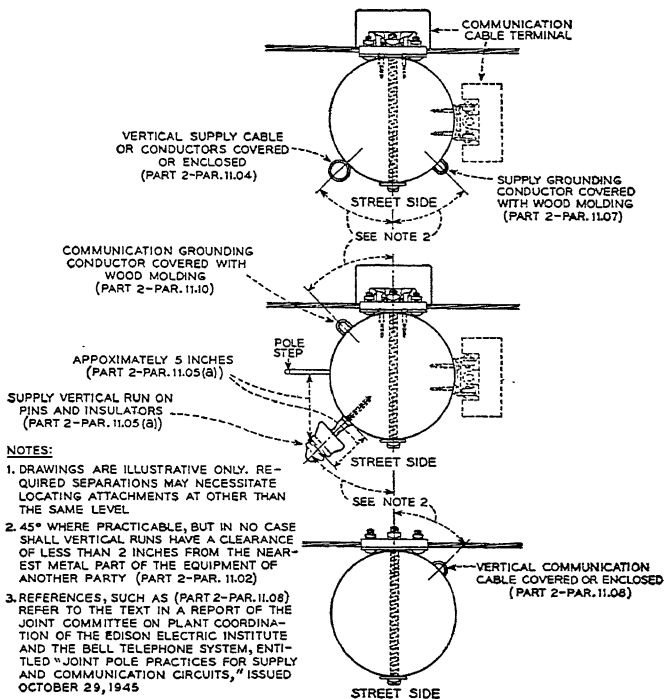 COMMUNICATION
CABLE TERMINAL
VERTICAL SUPPLY CABLE
OR CONDUCTORS COVERED
OR ENCLOSED
(PART 2-PAR. 11.04)
SUPPLY GROUNDING
CONDUCTOR COVERED
WITH WOOD MOLDING
(PART 2-PAR. 11.07)
STREET SIDE
SEE NOTE 2
COMMUNICATION GROUNDING
CONDUCTOR COVERED WITH
WOOD MOLDING
(PART 2-PAR. 11.10)
POLE
STEP
APPOXIMATELY 5 INCHES
(PART 2-PAR. 11.05(a))
SUPPLY VERTICAL RUN ON
PINS AND INSULATORS
(PART 2-PAR. 11.05(a))
STREET SIDE
SEE NOTE 2
VERTICAL COMMUNICATION
CABLE COVERED OR ENCLOSED
(PART 2-PAR. 11.08)
STREET SIDE
NOTES:
1. DRAWINGS ARE ILLUSTRATIVE ONLY. RE-
QUIRED SEPARATIONS MAY NECESSITATE
LOCATING ATTACHMENTS AT OTHER THAN
THE SAME LEVEL
2. 45° WHERE PRACTICABLE, BUT IN NO CASE
SHALL VERTICAL RUNS HAVE A CLEARANCE
OF LESS THAN 2 INCHES FROM THE NEAR-
EST METAL PART OF THE EQUIPMENT OF
ANOTHER PARTY (PART 2-PAR. 11.02)
3. REFERENCES, SUCH AS (PART 2-PAR. 11.08)
REFER TO THE TEXT IN A REPORT OF THE
JOINT COMMITTEE ON PLANT COORDINA-
TION OF THE EDISON ELECTRIC INSTITUTE
AND THE BELL TELEPHONE SYSTEM, ENTI-
TLED "JOINT POLE PRACTICES FOR SUPPLY
AND COMMUNICATION CIRCUITS," ISSUED
OCTOBER 29, 1945